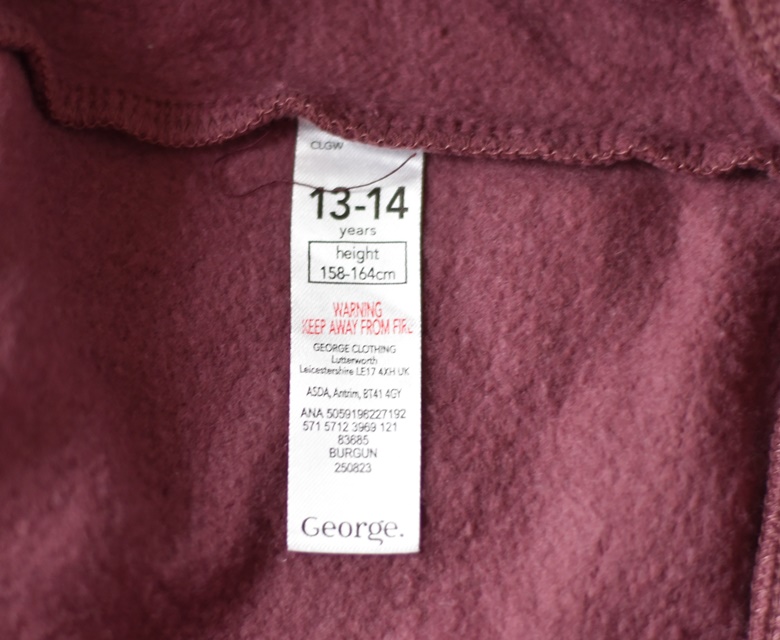 CLGW
13-14
years
height
158-164cm
WARNING
KEEP AWAY FROM FIRE
GEORGE CLOTHING
Lutterworth
Leicestershire LE17 4XH UK
ASDA, Antrim, BT41 4GY
ANA 5059196227192
571 5712 3969 121
83685
BURGUN
250823
George.